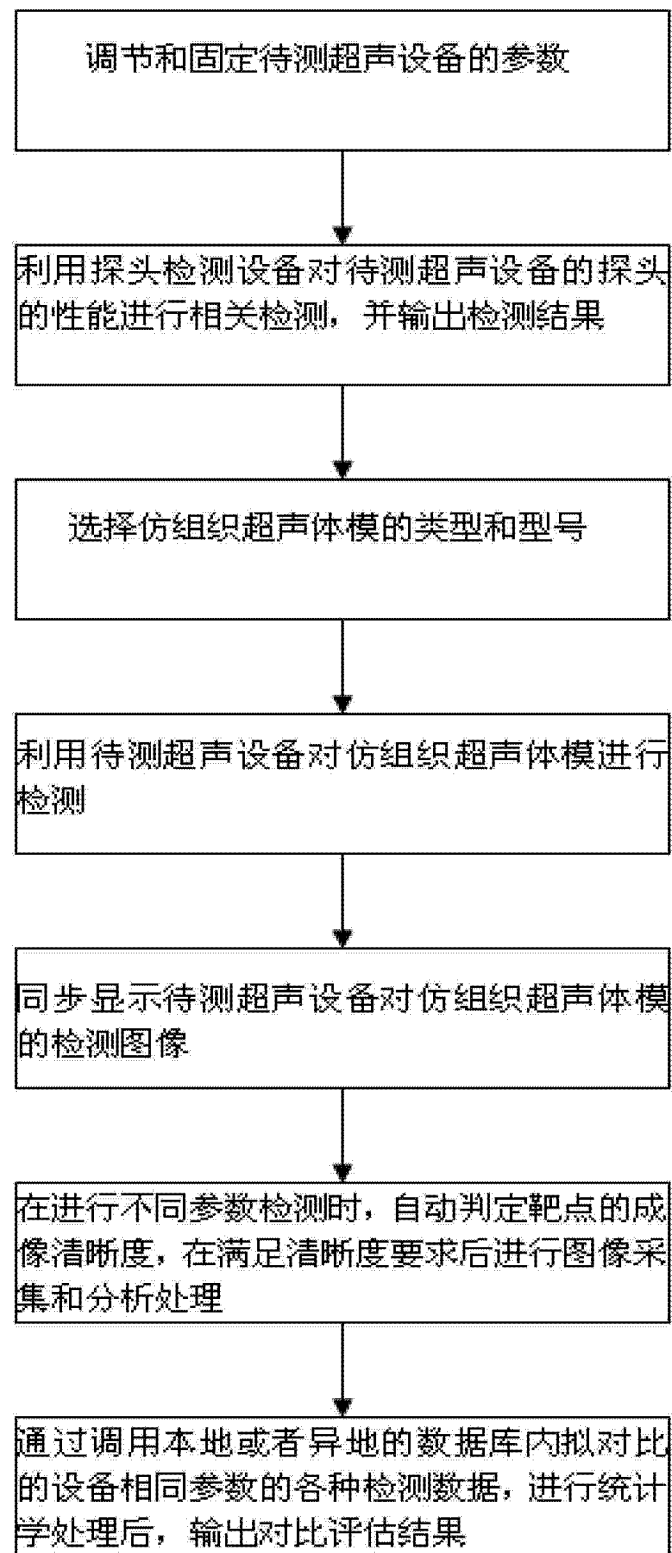 调节和固定待测超声设备的参数
利用探头检测设备对待测超声设备的探头
的性能进行相关检测，并输出检测结果
选择仿组织超声体模的类型和型号
利用待测超声设备对仿组织超声体模进行
检测
同步显示待测超声设备对仿组织超声体模
的检测图像
在进行不同参数检测时，自动判定靶点的成
像清晰度，在满足清晰度要求后进行图像采
集和分析处理
通过调用本地或者异地的数据库内拟对比
的设备相同参数的各种检测数据，进行统计
学处理后，输出对比评估结果